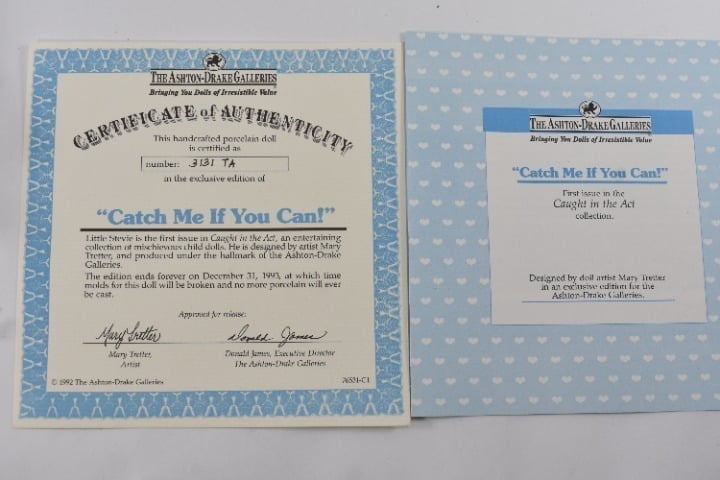 THE ASHTON-DRAKE GALLERIES
Bringing You Dolls of Irresistible Value
CERTIFICATE of AUTHENTICITY
This handcrafted porcelain doll
is certified as
number: 3131 TA
in the exclusive edition of
“Catch Me If You Can!”
Little Stevie is the first issue in Caught in the Act, an entertaining
collection of mischievous child dolls. He is designed by artist Mary
Tretter, and produced under the hallmark of the Ashton-Drake
Galleries.
The edition ends forever on December 31, 1993, at which time
molds for this doll will be broken and no more porcelain will ever
be cast.
Approved for release.
Mary Tretter
Donald James
Mary Tretter,
Artist
Donald James, Executive Director
The Ashton-Drake Galleries
© 1992 The Ashton-Drake Galleries
76531-C1
THE ASHTON-DRAKE GALLERIES
Bringing You Dolls of Irresistible Value
“Catch Me If You Can!”
First issue in the
Caught in the Act
collection.
Designed by doll artist Mary Tretter
in an exclusive edition for the
Ashton-Drake Galleries.